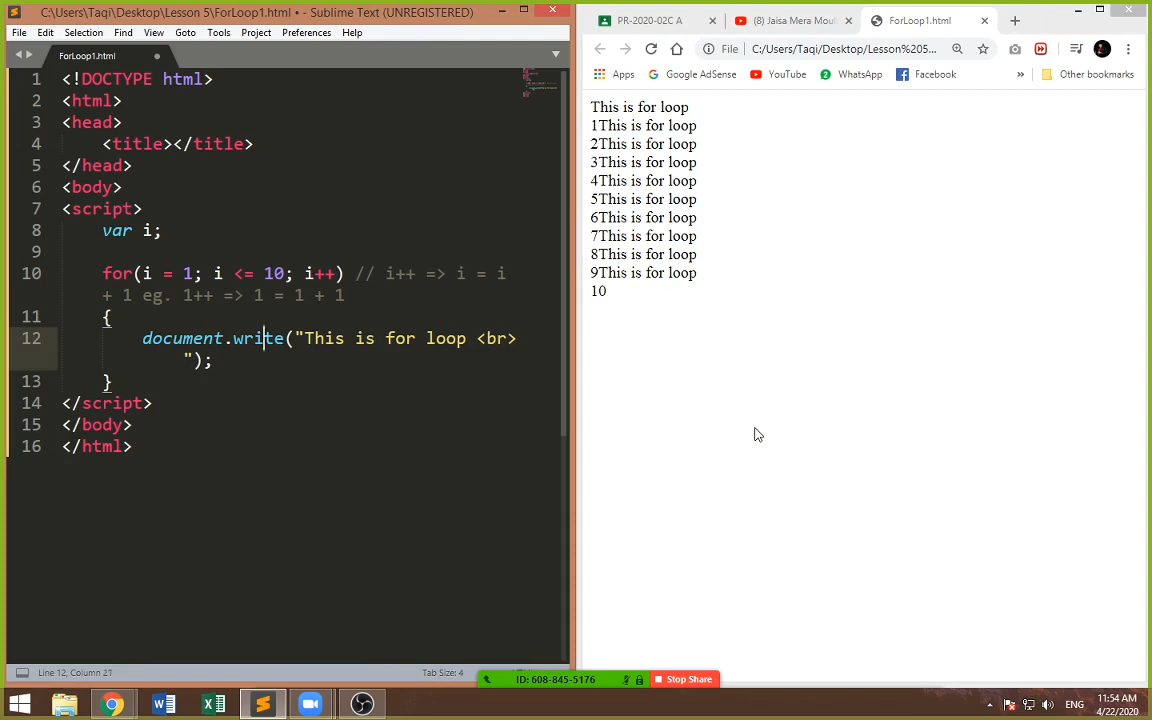 C:\Users\Taqi\Desktop\Lesson 5\ForLoop1.html • - Sublime Text (UNREGISTERED)
File Edit Selection Find View Goto Tools Project Preferences Help
ForLoop1.html
1 <!DOCTYPE html>
2 <html>
3 <head>
4 <title></title>
5 </head>
6 <body>
7 <script>
8 var i;
9
10 for(i = 1; i <= 10; i++) // i++ => i = i
+ 1 eg. 1++ => 1 = 1 + 1
11 {
12 document.write("This is for loop <br>
");
13 }
14 </script>
15 </body>
16 </html>
Line 12, Column 27
Tab Size: 4
PR-2020-02C A
(8) Jaisa Mera Moul
ForLoop1.html
File C:/Users/Taqi/Desktop/Lesson%205...
Apps Google AdSense YouTube WhatsApp Facebook » Other bookmarks
This is for loop
1This is for loop
2This is for loop
3This is for loop
4This is for loop
5This is for loop
6This is for loop
7This is for loop
8This is for loop
9This is for loop
10
ID: 608-845-5176
Stop Share
ENG
11:54 AM
4/22/2020